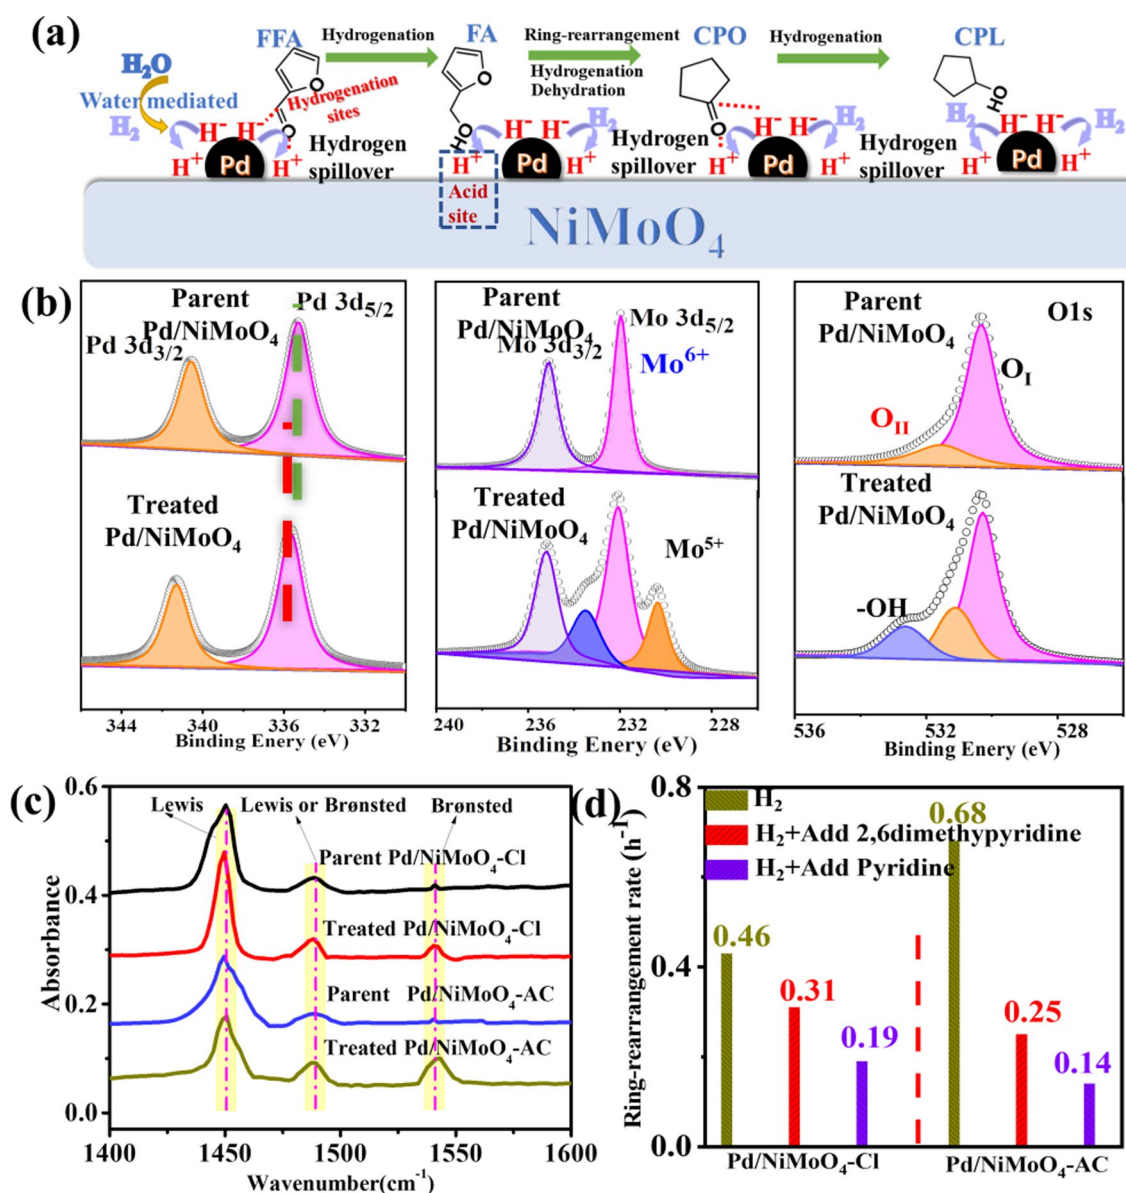 (a)
FFA
Hydrogenation
FA
Ring-rearrangement
CPO
Hydrogenation
CPL
H₂O
Hydrogenation
Dehydration
Water mediated
Hydrogenation
sites
O
O
O
HO
HO
H₂
H⁻ H⁻
H⁻ H⁻
H₂
H⁻ H⁻
H₂
H₂
H⁻ H⁻
H₂
H⁺
Pd
H⁺
Hydrogen
spillover
H⁺
Pd
H⁺
Hydrogen
spillover
H⁺
Pd
H⁺
Hydrogen
spillover
H⁺
Pd
H⁺
Acid
site
NiMoO₄
(b)
Parent
Pd/NiMoO₄
Pd 3d₅/₂
Pd 3d₃/₂
Treated
Pd/NiMoO₄
344 340 336 332
Binding Enery (eV)
Parent
Pd/NiMoO₄
Mo 3d₅/₂
Mo 3d₃/₂
Mo⁶⁺
Treated
Pd/NiMoO₄
Mo⁵⁺
240 236 232 228
Binding Enery (eV)
Parent
Pd/NiMoO₄
O1s
O_I
O_II
Treated
Pd/NiMoO₄
-OH
536 532 528
Binding Enery (eV)
(c)
Lewis
Lewis or Brønsted
Brønsted
Parent Pd/NiMoO₄-Cl
Treated Pd/NiMoO₄-Cl
Parent Pd/NiMoO₄-AC
Treated Pd/NiMoO₄-AC
Absorbance
0.6
0.4
0.2
0.0
1400 1450 1500 1550 1600
Wavenumber(cm⁻¹)
(d)
H₂
H₂+Add 2,6dimethypyridine
H₂+Add Pyridine
Ring-rearrangement rate (h⁻¹)
0.8
0.4
0.0
0.46
0.31
0.19
0.68
0.25
0.14
Pd/NiMoO₄-Cl
Pd/NiMoO₄-AC